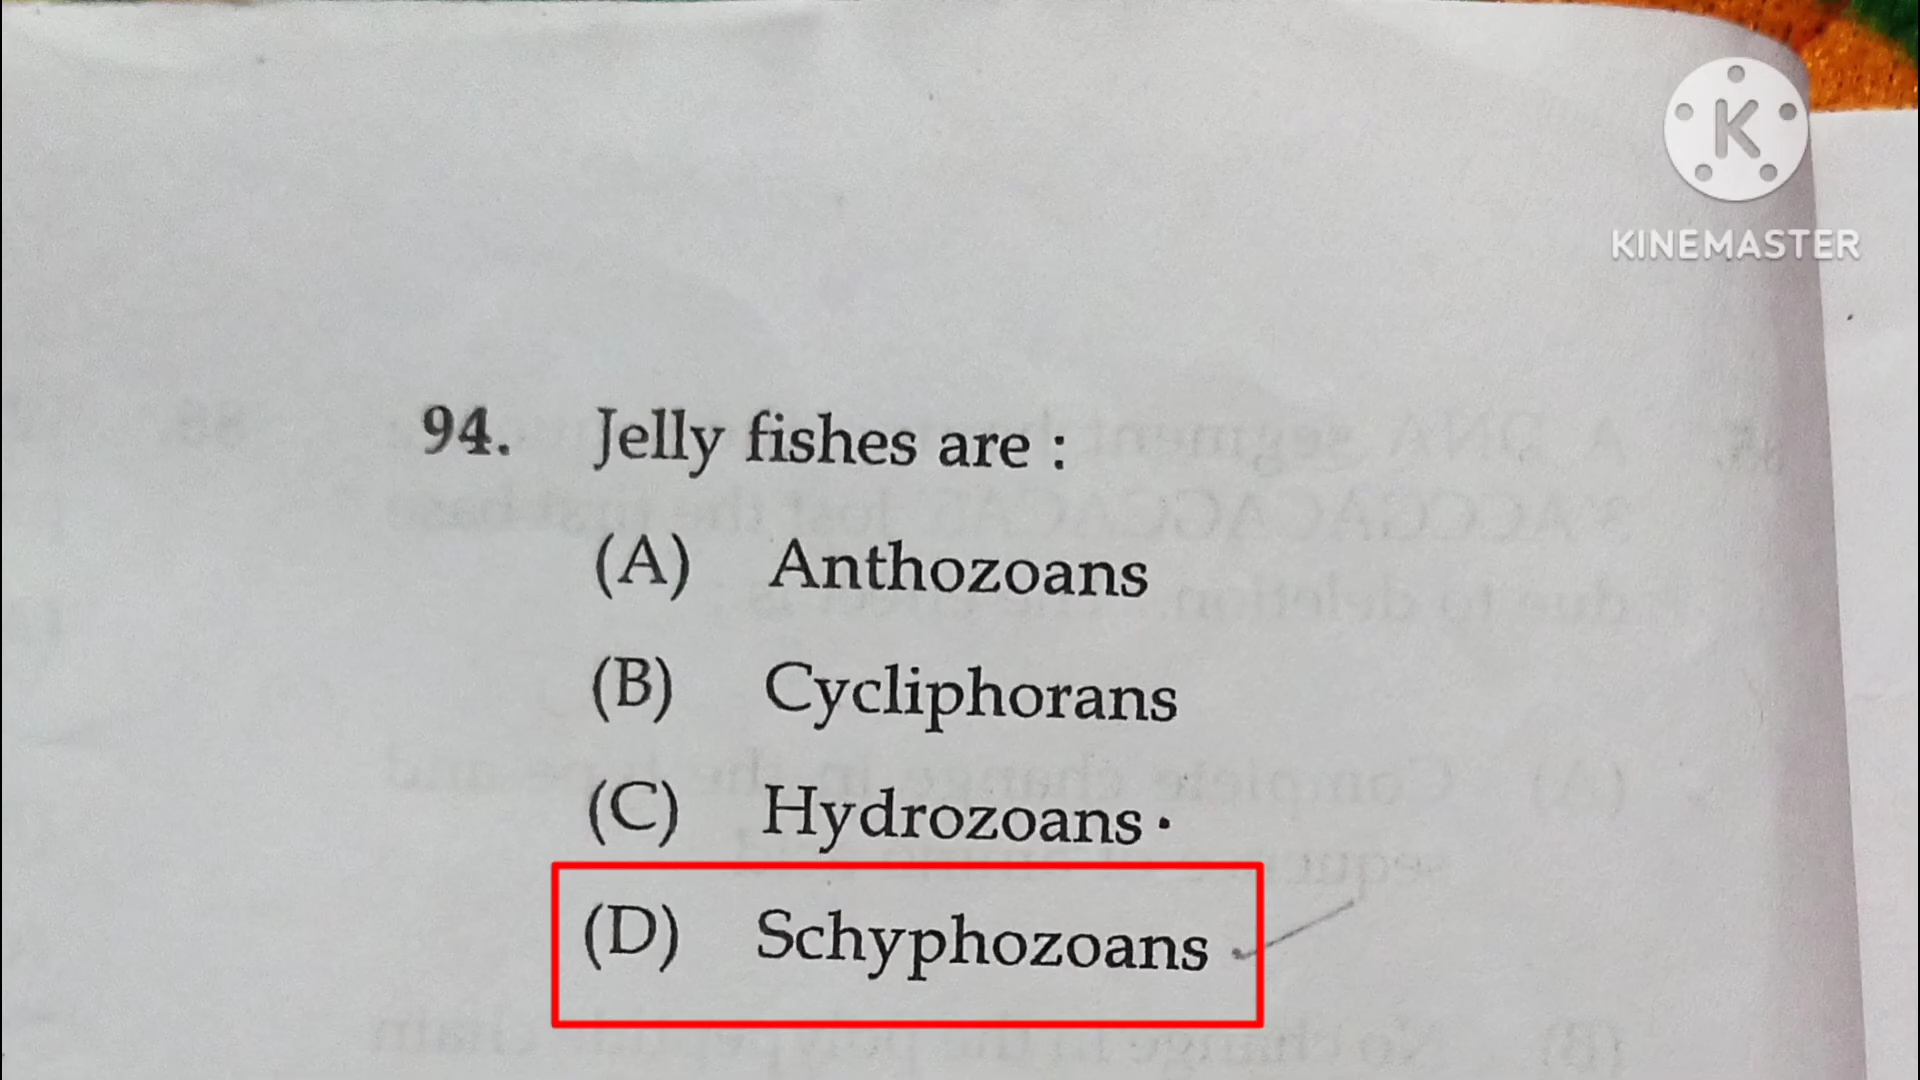 K
KINEMASTER
94. Jelly fishes are :
(A) Anthozoans
(B) Cycliphorans
(C) Hydrozoans
(D) Schyphozoans